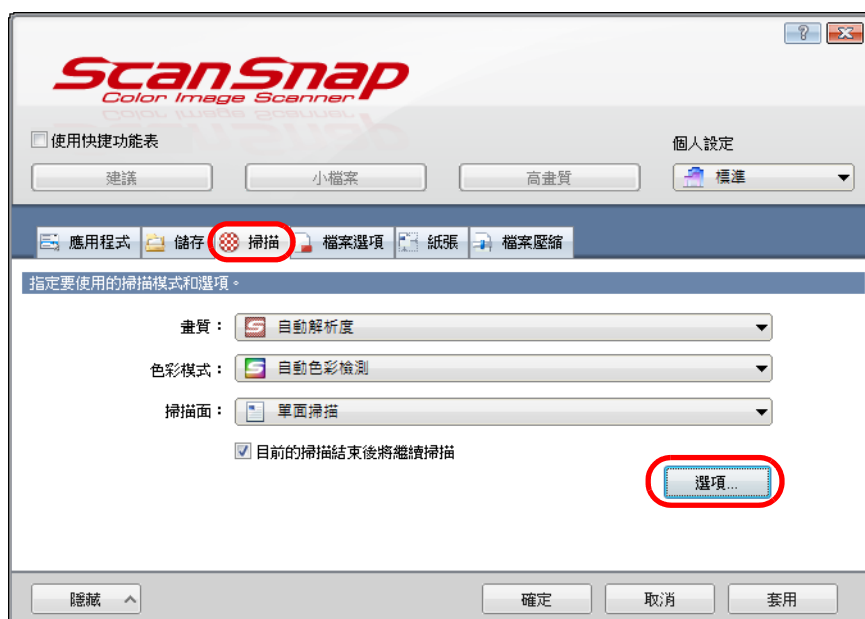 ScanSnap
Color Image Scanner
使用快捷功能表
個人設定
建議 小檔案 高畫質 標準
應用程式 儲存 掃描 檔案選項 紙張 檔案壓縮
指定要使用的掃描模式和選項。
畫質： 自動解析度
色彩模式： 自動色彩檢測
掃描面： 單面掃描
目前的掃描結束後將繼續掃描
選項...
隱藏 確定 取消 套用